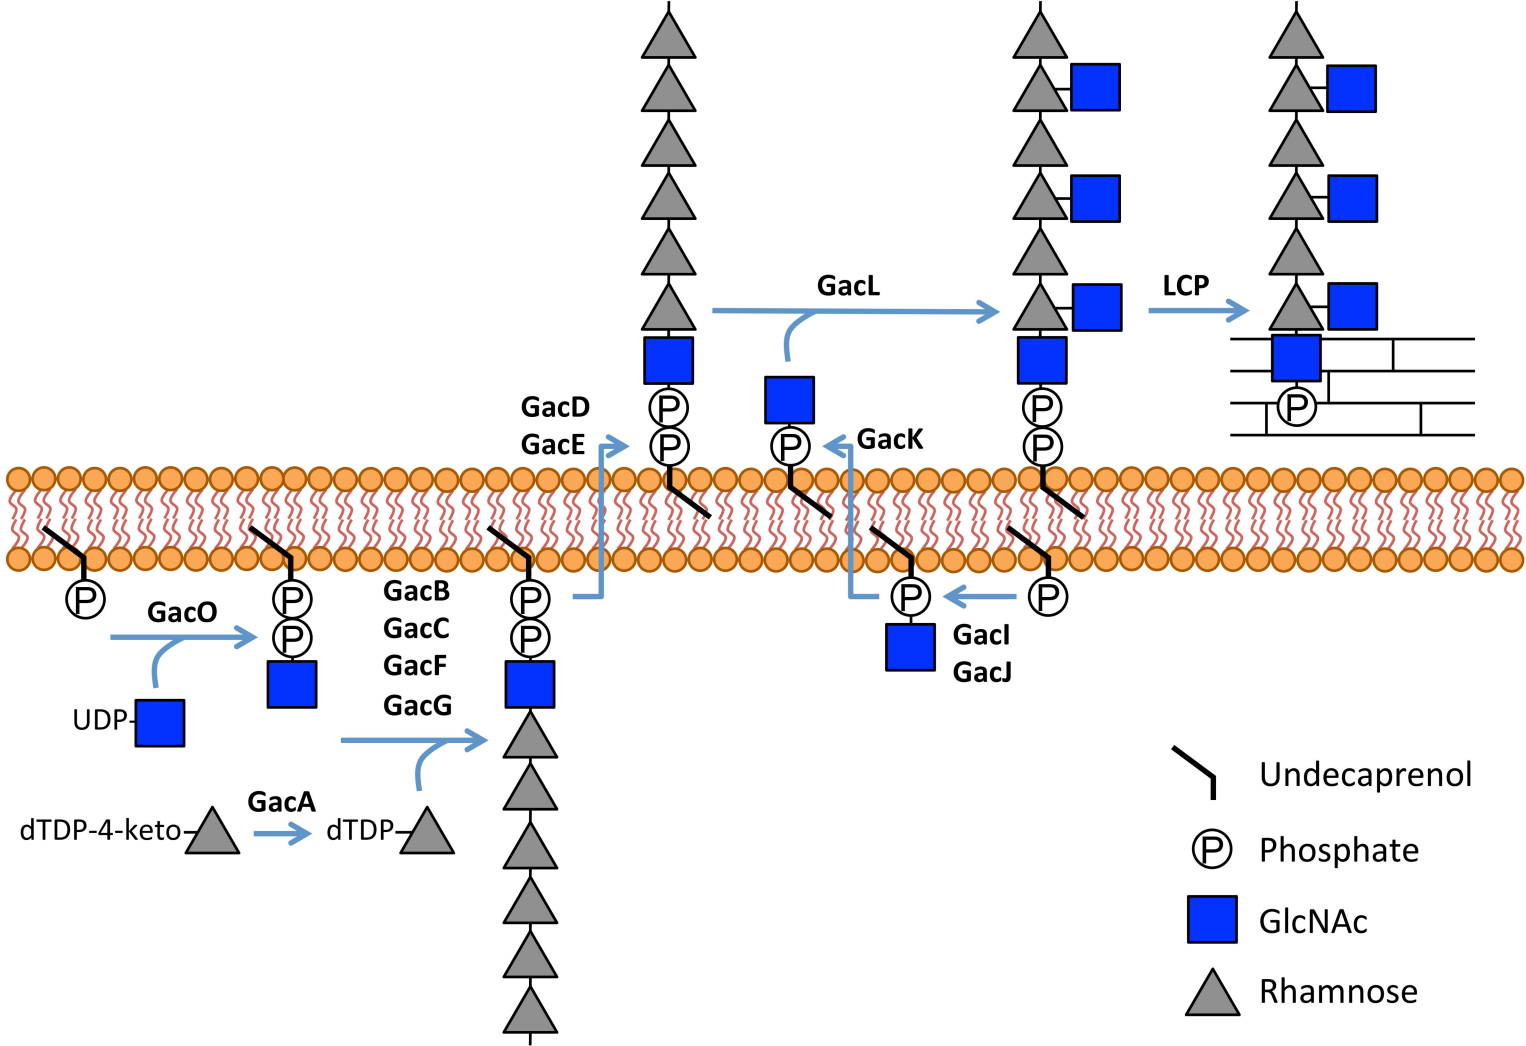 GacL
LCP
GacD
GacE
P
P
P
GacK
P
P
P
P
P
GacO
P
P
GacB
GacC
GacF
GacG
P
P
P
P
GacI
GacJ
UDP
GacA
dTDP-4-keto
dTDP
Undecaprenol
P
Phosphate
GlcNAc
Rhamnose